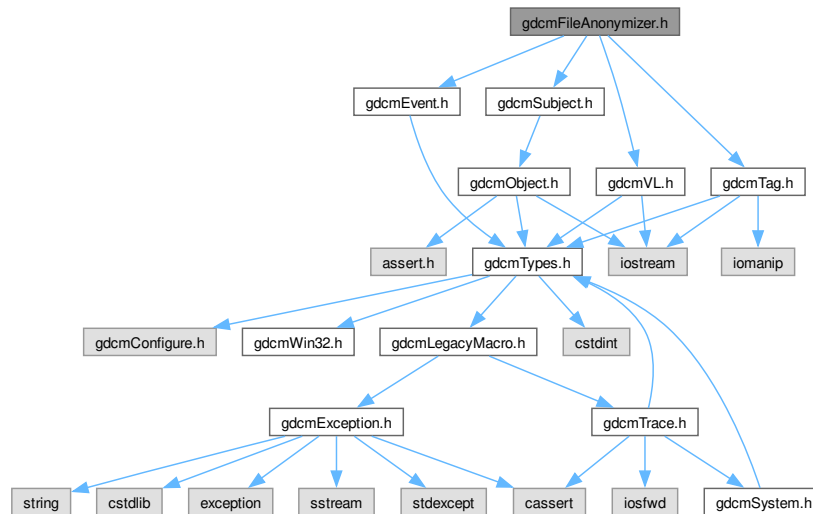 gdcmFileAnonymizer.h
gdcmEvent.h
gdcmSubject.h
gdcmObject.h
gdcmVL.h
gdcmTag.h
assert.h
gdcmTypes.h
iostream
iomanip
gdcmConfigure.h
gdcmWin32.h
gdcmLegacyMacro.h
cstdint
gdcmException.h
gdcmTrace.h
string
cstdlib
exception
sstream
stdexcept
cassert
iosfwd
gdcmSystem.h